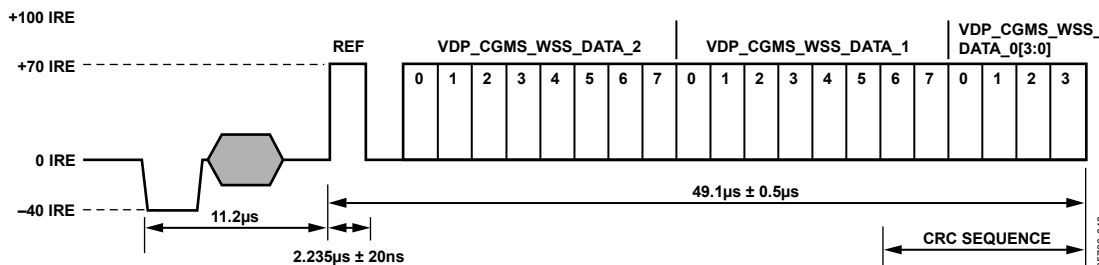 +100 IRE
REF
VDP_CGMS_WSS_DATA_2
VDP_CGMS_WSS_DATA_1
VDP_CGMS_WSS_
DATA_0[3:0]
+70 IRE
0 1 2 3 4 5 6 7 0 1 2 3 4 5 6 7 0 1 2 3
0 IRE
–40 IRE
49.1µs ± 0.5µs
11.2µs
CRC SEQUENCE
2.235µs ± 20ns